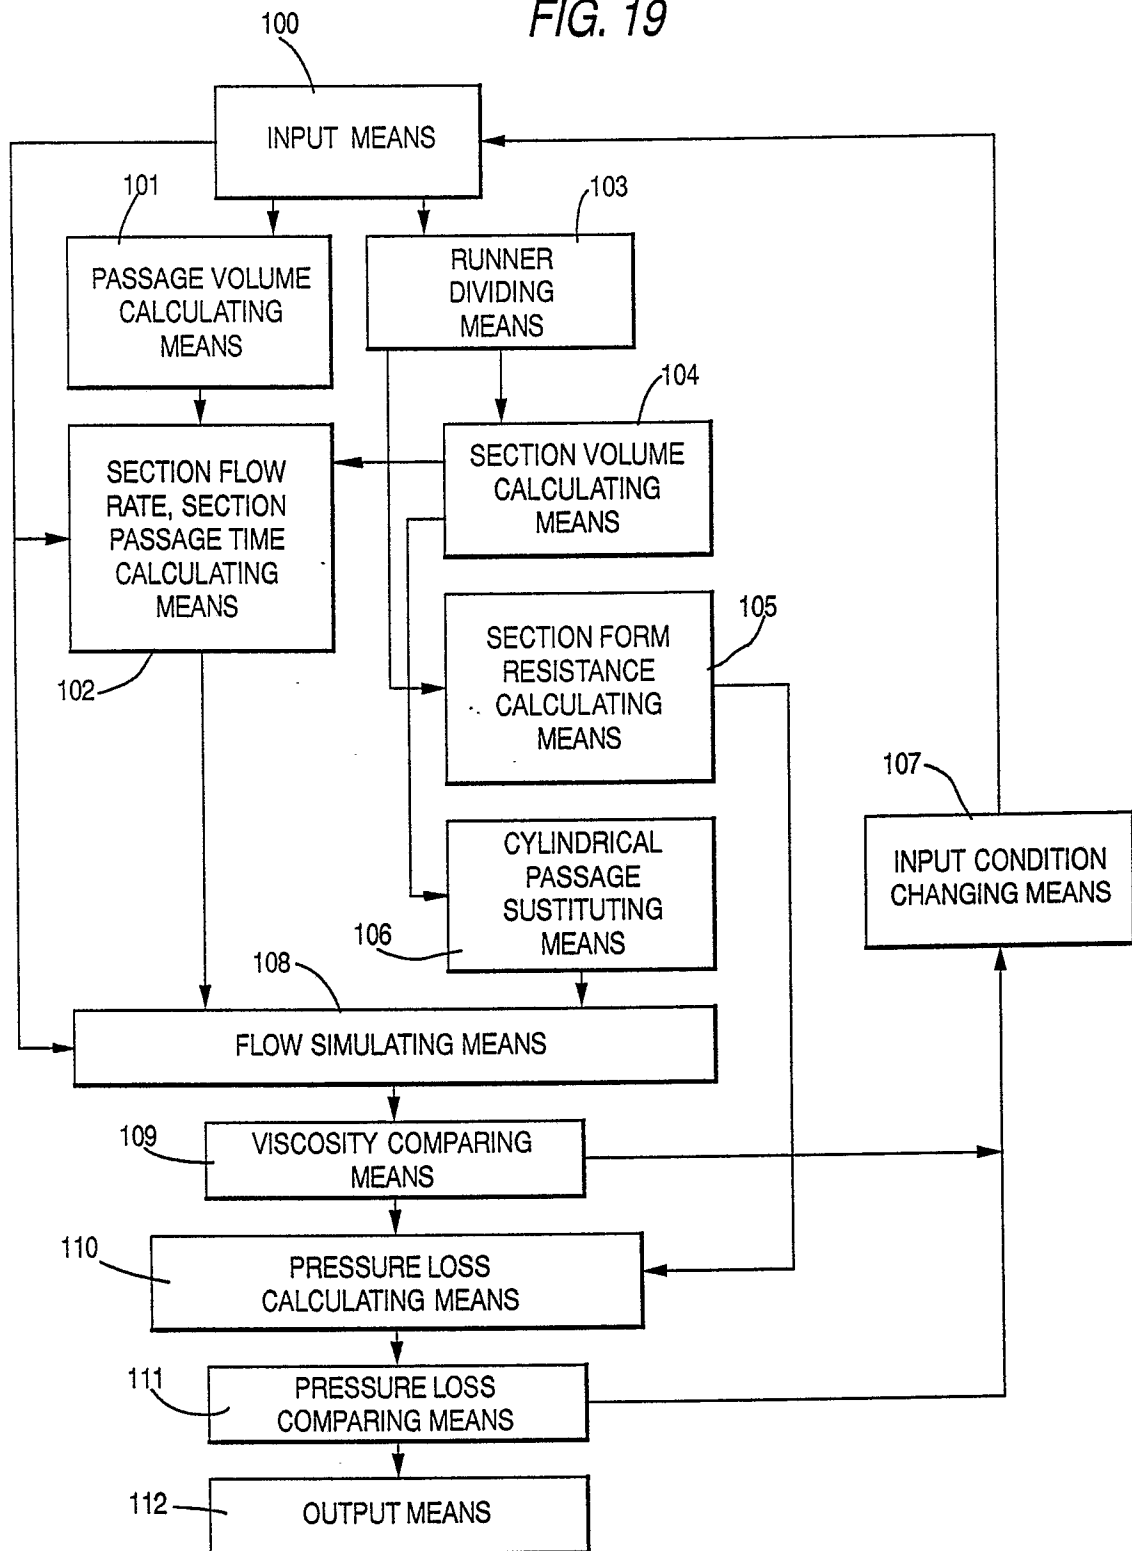 FIG. 19
100
INPUT MEANS
101
PASSAGE VOLUME
CALCULATING
MEANS
103
RUNNER
DIVIDING
MEANS
104
SECTION VOLUME
CALCULATING
MEANS
SECTION FLOW
RATE, SECTION
PASSAGE TIME
CALCULATING
MEANS
102
105
SECTION FORM
RESISTANCE
CALCULATING
MEANS
107
INPUT CONDITION
CHANGING MEANS
CYLINDRICAL
PASSAGE
SUSTITUTING
MEANS
106
108
FLOW SIMULATING MEANS
109
VISCOSITY COMPARING
MEANS
110
PRESSURE LOSS
CALCULATING MEANS
111
PRESSURE LOSS
COMPARING MEANS
112
OUTPUT MEANS